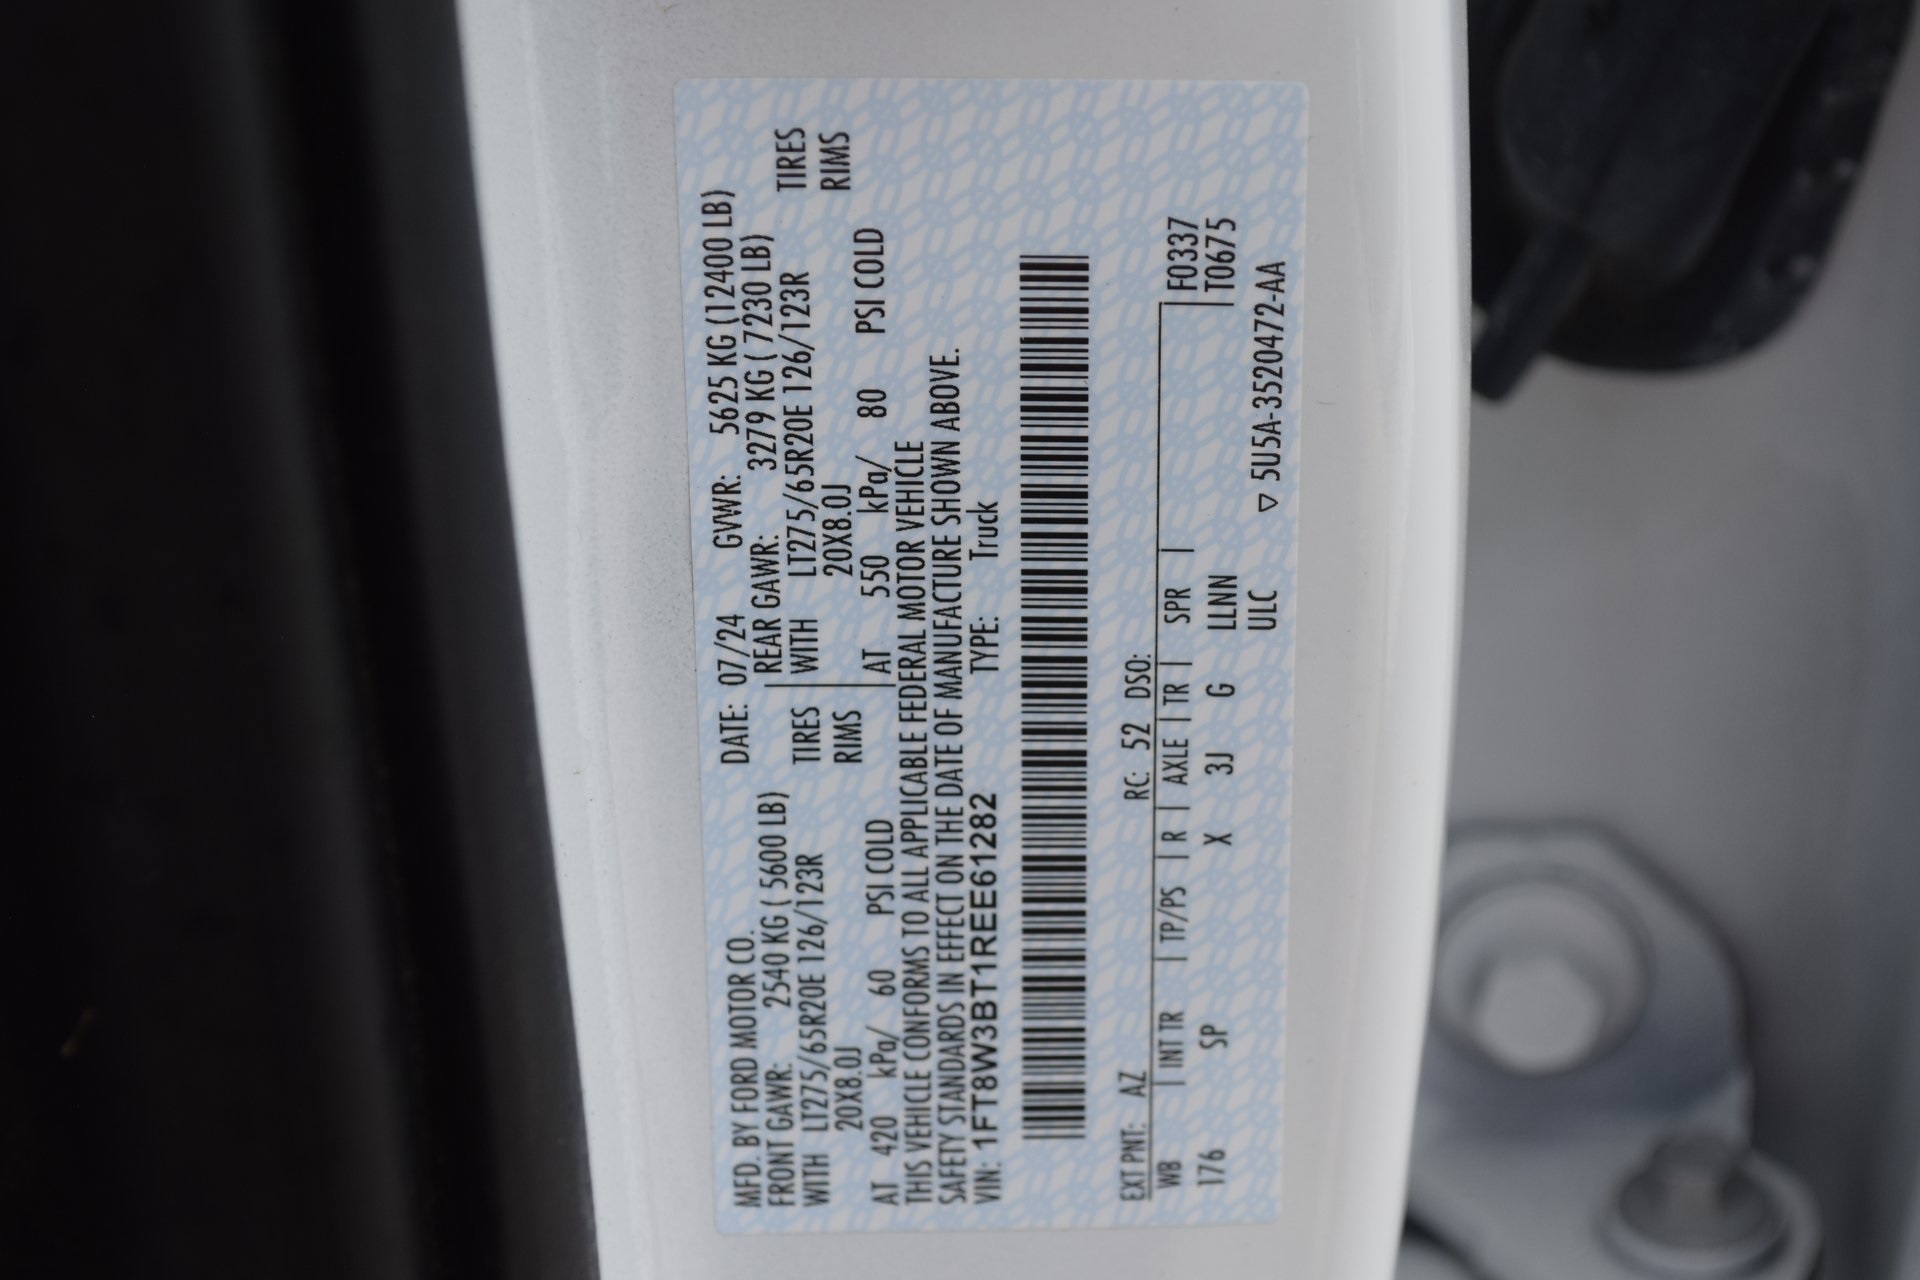 MFD. BY FORD MOTOR CO. DATE: 07/24 GVWR: 5625 KG (12400 LB)
FRONT GAWR: 2540 KG ( 5600 LB) REAR GAWR: 3279 KG ( 7230 LB)
WITH LT275/65R20E 126/123R TIRES WITH LT275/65R20E 126/123R TIRES
20X8.0J RIMS 20X8.0J RIMS
AT 420 kPa/ 60 PSI COLD AT 550 kPa/ 80 PSI COLD
THIS VEHICLE CONFORMS TO ALL APPLICABLE FEDERAL MOTOR VEHICLE
SAFETY STANDARDS IN EFFECT ON THE DATE OF MANUFACTURE SHOWN ABOVE.
VIN: 1FT8W3BT1REE61282 TYPE: Truck
EXT PNT: AZ RC: 52 DSO:
WB | INT TR | TP/PS | R | AXLE | TR | SPR | F0337
176 SP X 3J G LLNN T0675
ULC ▽ 5U5A-3520472-AA